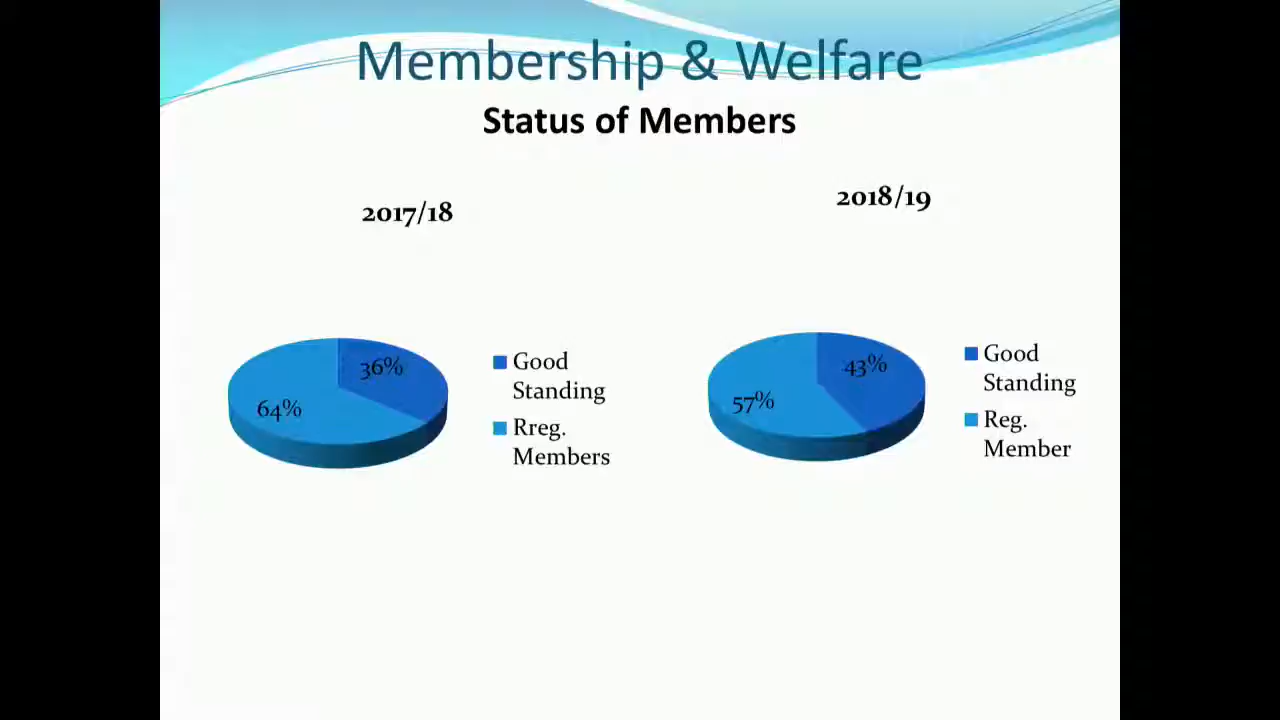 Membership & Welfare
Status of Members
2017/18
36%
64%
Good
Standing
Rreg.
Members
2018/19
43%
57%
Good
Standing
Reg.
Member